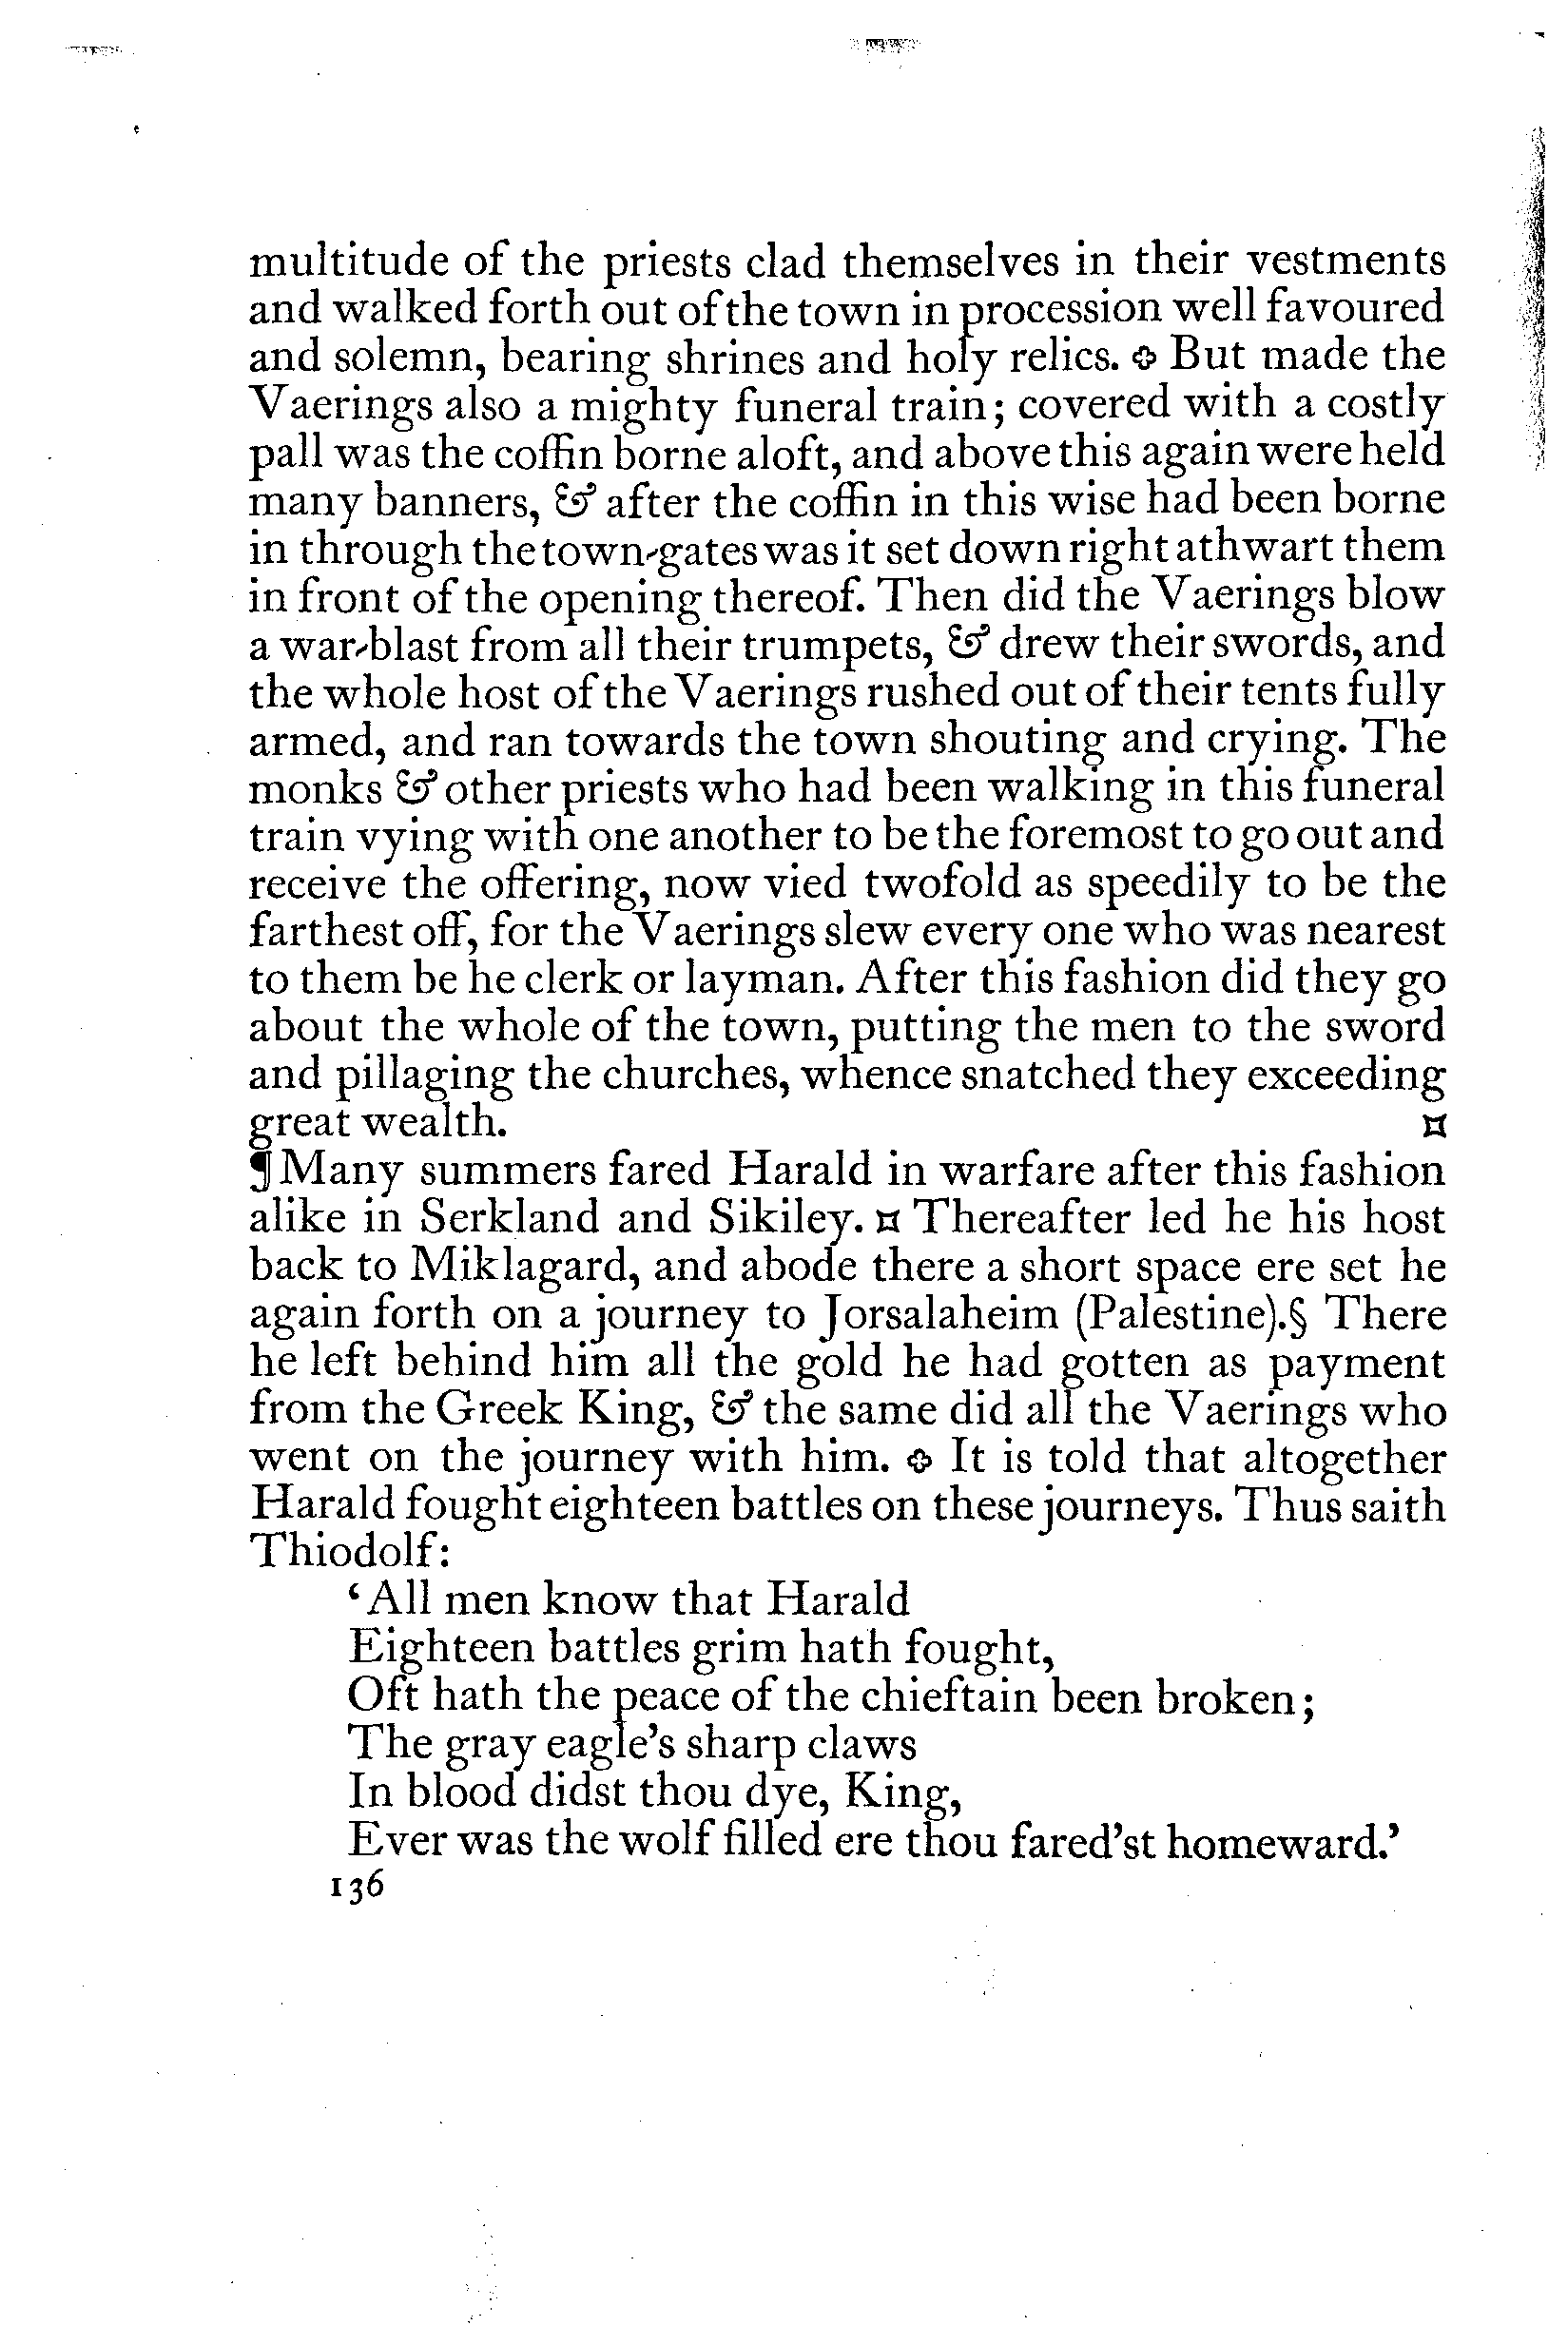 multitude of the priests clad themselves in their vestments
and walked forth out of the town in procession well favoured
and solemn, bearing shrines and holy relics. ✣ But made the
Vaerings also a mighty funeral train; covered with a costly
pall was the coffin borne aloft, and above this again were held
many banners, & after the coffin in this wise had been borne
in through the town-gates was it set down right athwart them
in front of the opening thereof. Then did the Vaerings blow
a war-blast from all their trumpets, & drew their swords, and
the whole host of the Vaerings rushed out of their tents fully
armed, and ran towards the town shouting and crying. The
monks & other priests who had been walking in this funeral
train vying with one another to be the foremost to go out and
receive the offering, now vied twofold as speedily to be the
farthest off, for the Vaerings slew every one who was nearest
to them be he clerk or layman. After this fashion did they go
about the whole of the town, putting the men to the sword
and pillaging the churches, whence snatched they exceeding
great wealth. ¤
¶ Many summers fared Harald in warfare after this fashion
alike in Serkland and Sikiley. ¤ Thereafter led he his host
back to Miklagard, and abode there a short space ere set he
again forth on a journey to Jorsalaheim (Palestine).§ There
he left behind him all the gold he had gotten as payment
from the Greek King, & the same did all the Vaerings who
went on the journey with him. ✣ It is told that altogether
Harald fought eighteen battles on these journeys. Thus saith
Thiodolf:
‘All men know that Harald
Eighteen battles grim hath fought,
Oft hath the peace of the chieftain been broken;
The gray eagle's sharp claws
In blood didst thou dye, King,
Ever was the wolf filled ere thou fared'st homeward.’
136